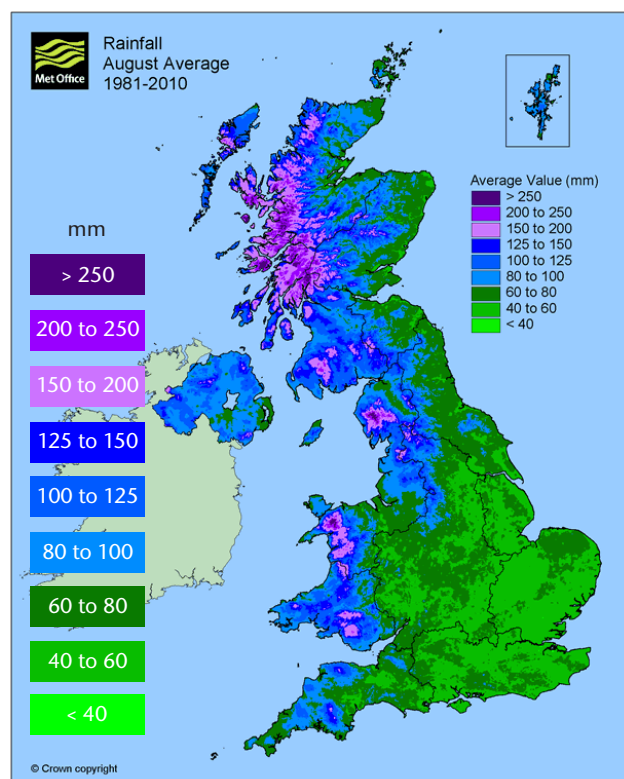 Met Office
Rainfall
August Average
1981-2010
Average Value (mm)
> 250
200 to 250
150 to 200
125 to 150
100 to 125
80 to 100
60 to 80
40 to 60
< 40
mm
> 250
200 to 250
150 to 200
125 to 150
100 to 125
80 to 100
60 to 80
40 to 60
< 40
© Crown copyright